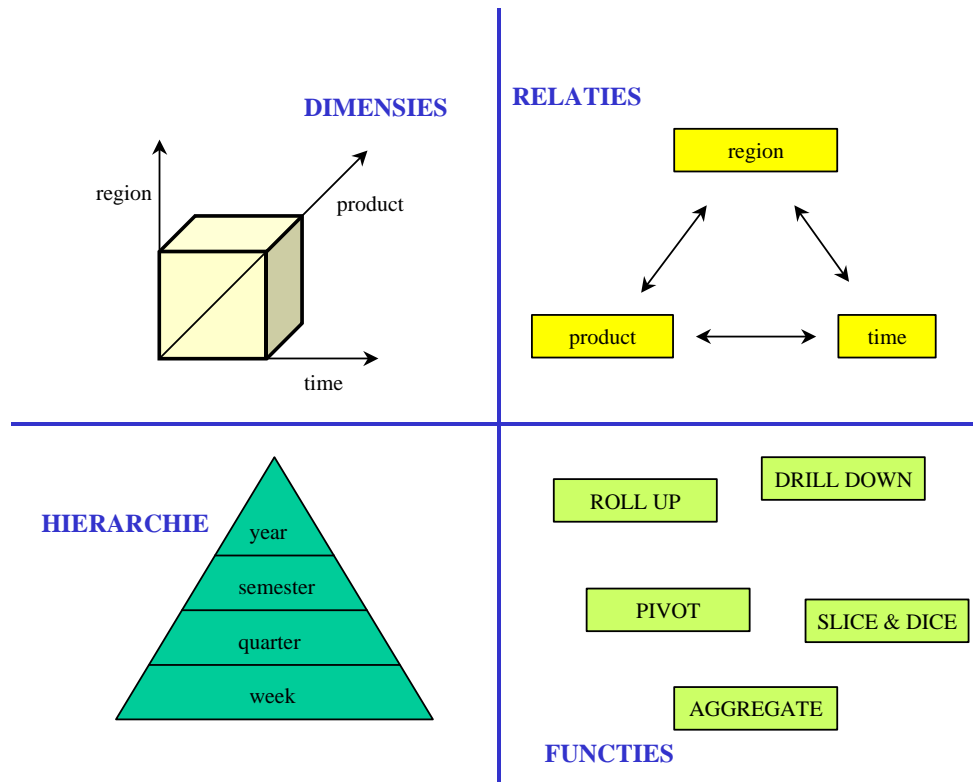 DIMENSIES
region
product
time
RELATIES
region
product
time
HIERARCHIE
year
semester
quarter
week
DRILL DOWN
ROLL UP
PIVOT
SLICE & DICE
AGGREGATE
FUNCTIES